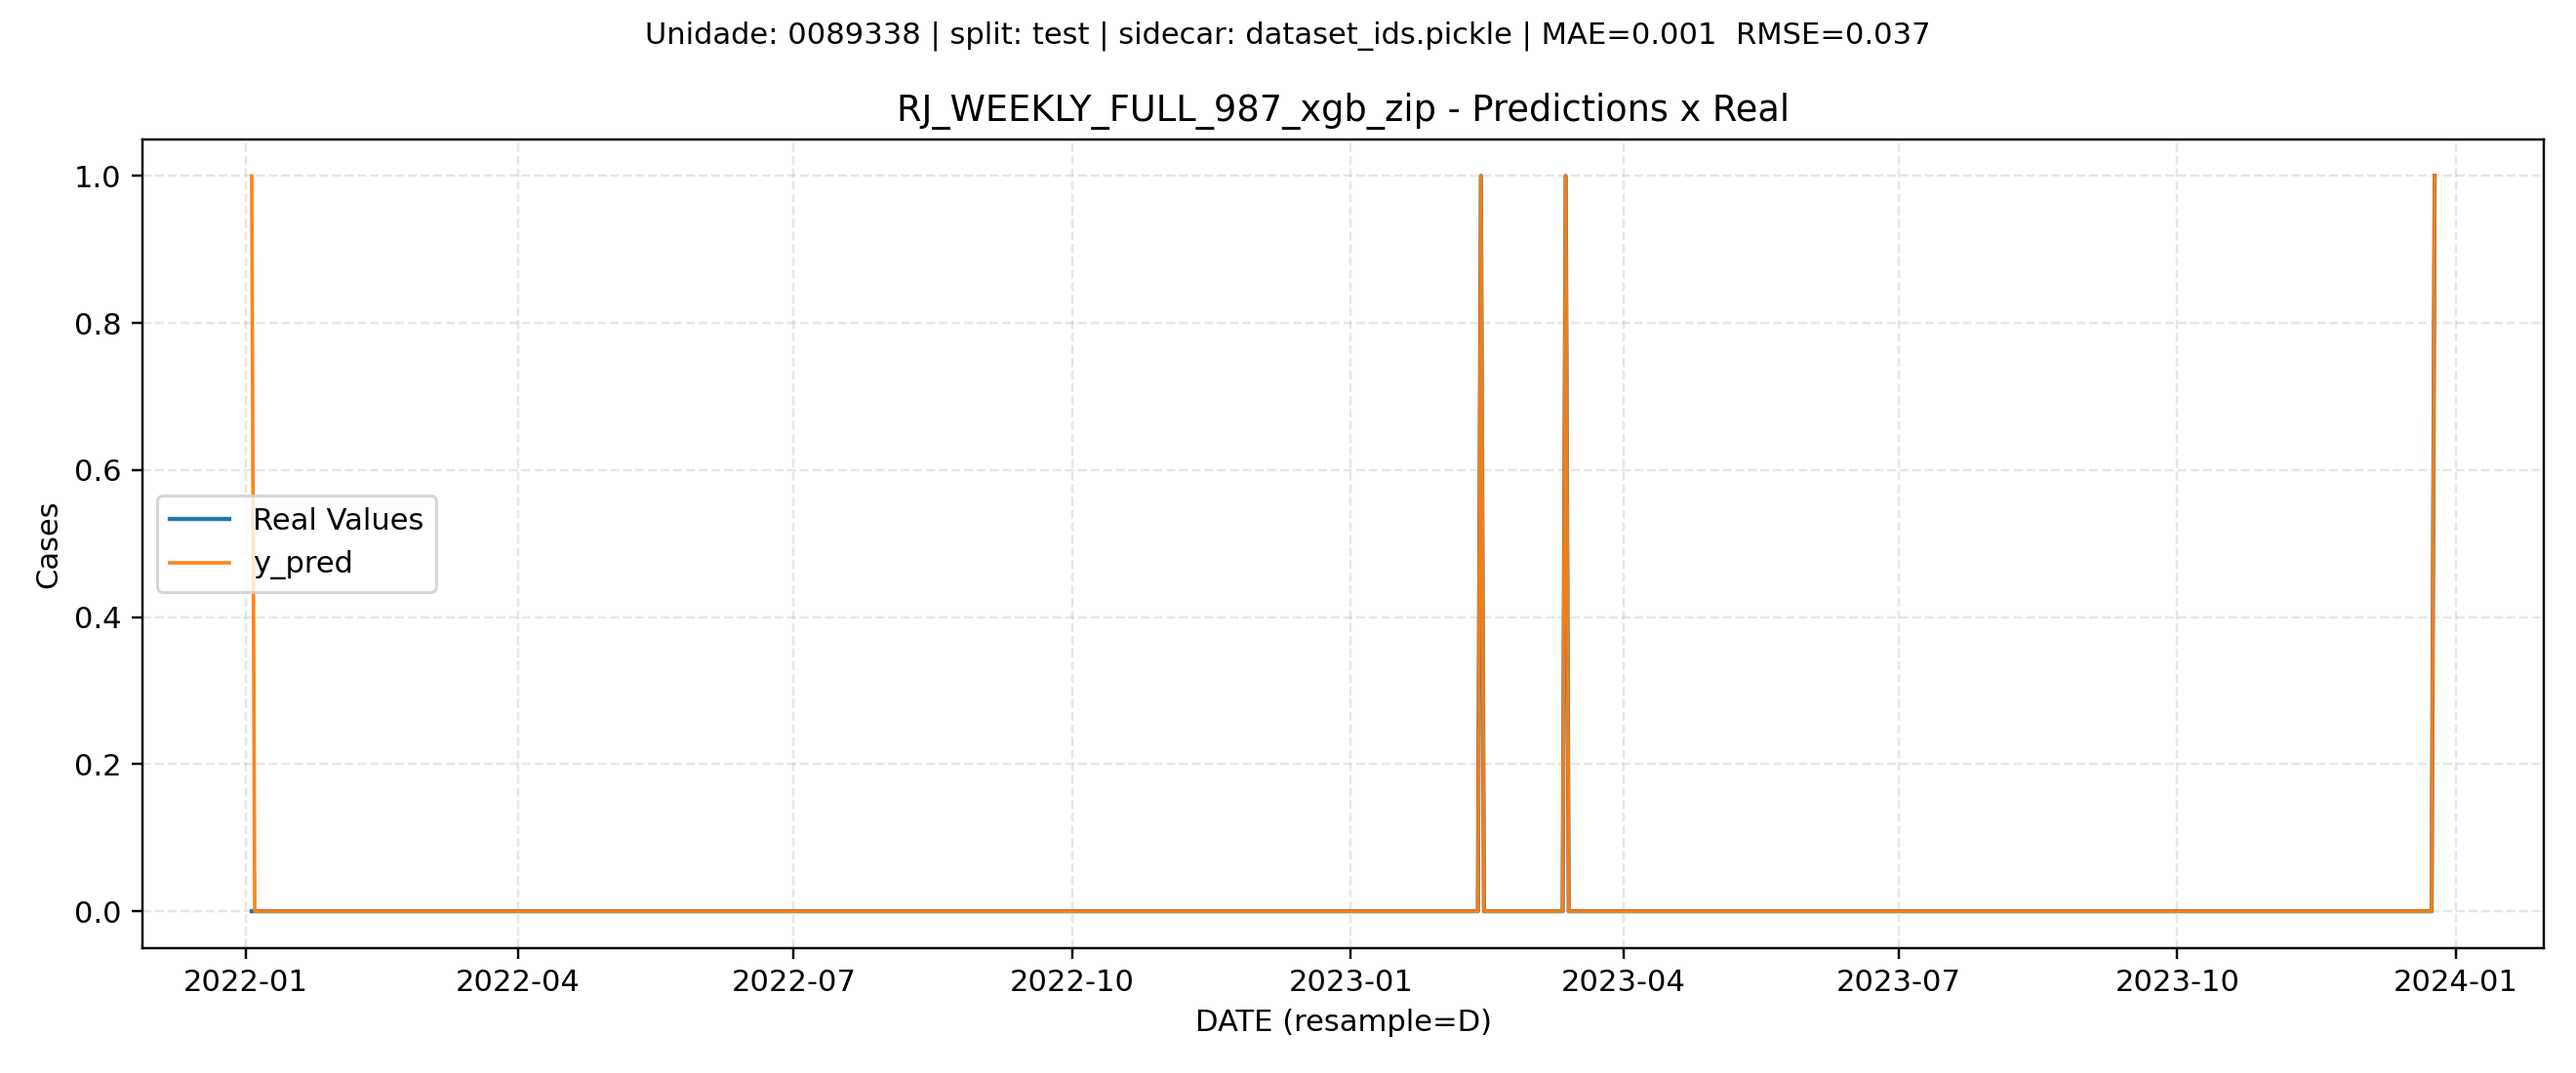 Unidade: 0089338 | split: test | sidecar: dataset_ids.pickle | MAE=0.001  RMSE=0.037
RJ_WEEKLY_FULL_987_xgb_zip - Predictions x Real
1.0
0.8
0.6
0.4
0.2
0.0
Cases
Real Values
y_pred
2022-01
2022-04
2022-07
2022-10
2023-01
2023-04
2023-07
2023-10
2024-01
DATE (resample=D)